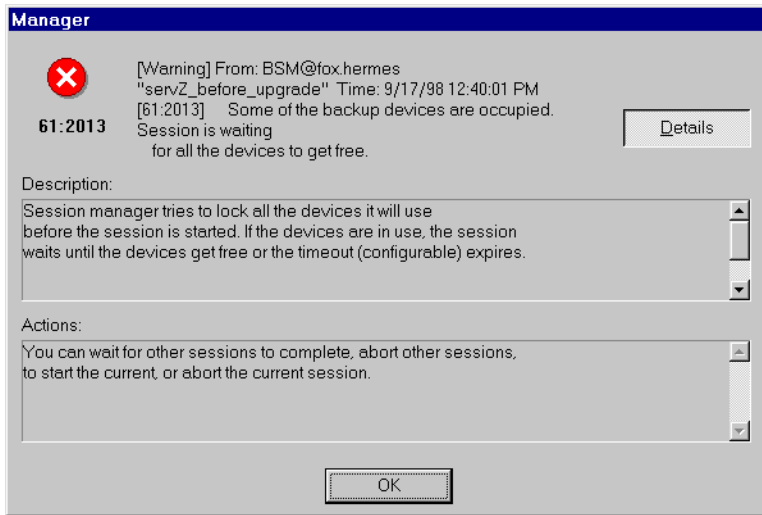 Manager
[Warning] From: BSM@fox.hermes
"servZ_before_upgrade" Time: 9/17/98 12:40:01 PM
[61:2013] Some of the backup devices are occupied.
61:2013
Session is waiting
for all the devices to get free.
Details
Description:
Session manager tries to lock all the devices it will use
before the session is started. If the devices are in use, the session
waits until the devices get free or the timeout (configurable) expires.
Actions:
You can wait for other sessions to complete, abort other sessions,
to start the current, or abort the current session.
OK